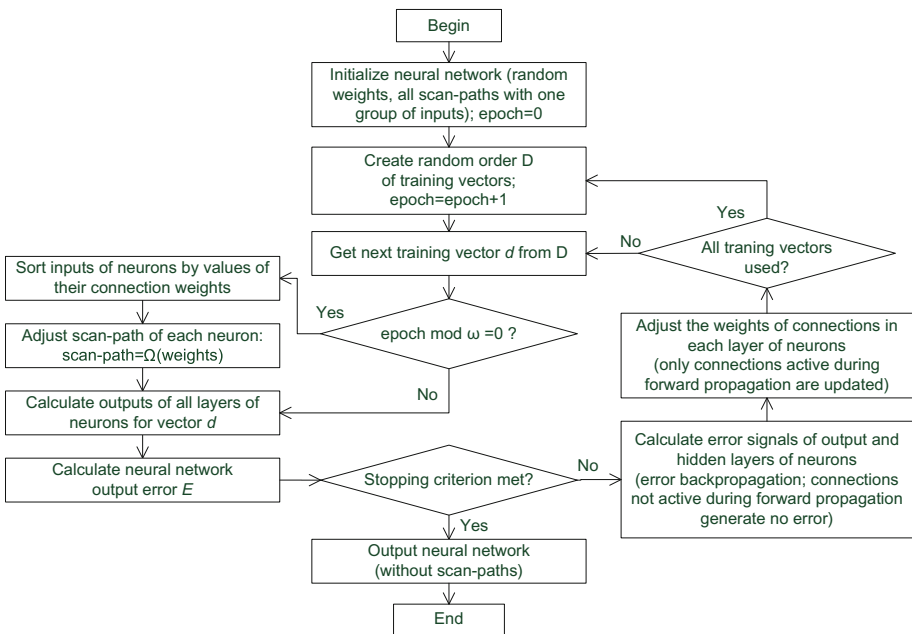 Begin
Initialize neural network (random
weights, all scan-paths with one
group of inputs); epoch=0
Create random order D
of training vectors;
epoch=epoch+1
Get next training vector d from D
epoch mod ω =0 ?
Yes
No
Sort inputs of neurons by values of
their connection weights
Adjust scan-path of each neuron:
scan-path=Ω(weights)
Calculate outputs of all layers of
neurons for vector d
Calculate neural network
output error E
Stopping criterion met?
No
Yes
Calculate error signals of output and
hidden layers of neurons
(error backpropagation; connections
not active during forward propagation
generate no error)
Adjust the weights of connections in
each layer of neurons
(only connections active during
forward propagation are updated)
All traning vectors
used?
Yes
No
Output neural network
(without scan-paths)
End